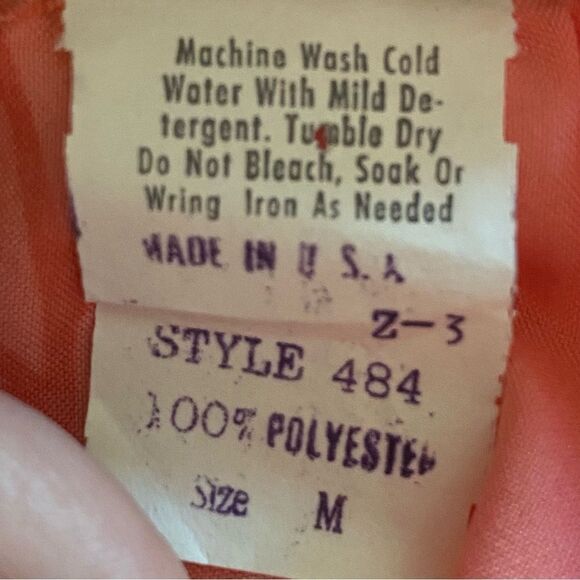 Machine Wash Cold
Water With Mild De-
tergent. Tumble Dry
Do Not Bleach, Soak Or
Wring Iron As Needed
MADE IN U S. A
Z-3
STYLE 484
100% POLYESTER
Size M